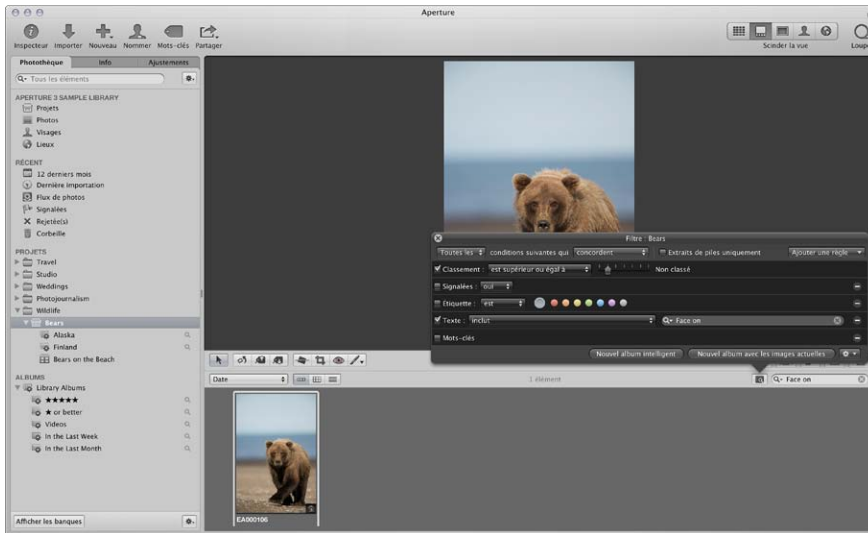 Aperture
Inspecteur Importer Nouveau Nommer Mots-clés Partager
Scinder la vue
Loupe
Photothèque Info Ajustements
Tous les éléments
APERTURE 3 SAMPLE LIBRARY
Projets
Photos
Visages
Lieux
RÉCENT
12 derniers mois
Dernière importation
Flux de photos
Signalées
Rejetée(s)
Corbeille
PROJETS
Travel
Studio
Weddings
Photojournalism
Wildlife
Bears
Alaska
Finland
Bears on the Beach
ALBUMS
Library Albums
★★★★★
★ or better
Videos
In the Last Week
In the Last Month
Afficher les banques
Filtre : Bears
Toutes les conditions suivantes qui concordent Extraits de piles uniquement Ajouter une règle
Classement : est supérieur ou égal à Non classé
Signalées : oui
Étiquette : est
Texte : inclut Face on
Mots-clés
Nouvel album intelligent Nouvel album avec les images actuelles
Date
1 élément
Face on
EA000106